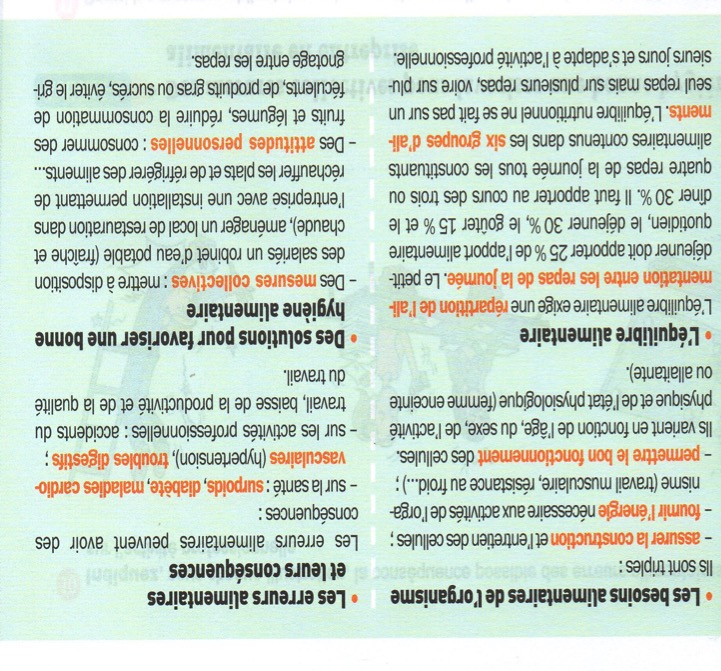 • Les besoins alimentaires de l'organisme
Ils sont triples :
– assurer la construction et l'entretien des cellules ;
– fournir l'énergie nécessaire aux activités de l'orga-
nisme (travail musculaire, résistance au froid...) ;
– permettre le bon fonctionnement des cellules.
Ils varient en fonction de l'âge, du sexe, de l'activité
physique et de l'état physiologique (femme enceinte
ou allaitante).
• L'équilibre alimentaire
L'équilibre alimentaire exige une répartition de l'ali-
mentation entre les repas de la journée. Le petit-
déjeuner doit apporter 25 % de l'apport alimentaire
quotidien, le déjeuner 30 %, le goûter 15 % et le
dîner 30 %. Il faut apporter au cours des trois ou
quatre repas de la journée tous les constituants
alimentaires contenus dans les six groupes d'ali-
ments. L'équilibre nutritionnel ne se fait pas sur un
seul repas mais sur plusieurs repas, voire sur plu-
sieurs jours et s'adapte à l'activité professionnelle.
• Les erreurs alimentaires
et leurs conséquences
Les erreurs alimentaires peuvent avoir des
conséquences :
– sur la santé : surpoids, diabète, maladies cardio-
vasculaires (hypertension), troubles digestifs ;
– sur les activités professionnelles : accidents du
travail, baisse de la productivité et de la qualité
du travail.
• Des solutions pour favoriser une bonne
hygiène alimentaire
– Des mesures collectives : mettre à disposition
des salariés un robinet d'eau potable (fraîche et
chaude), aménager un local de restauration dans
l'entreprise avec une installation permettant de
réchauffer les plats et de réfrigérer des aliments...
– Des attitudes personnelles : consommer des
fruits et légumes, réduire la consommation de
féculents, de produits gras ou sucrés, éviter le gri-
gnotage entre les repas.